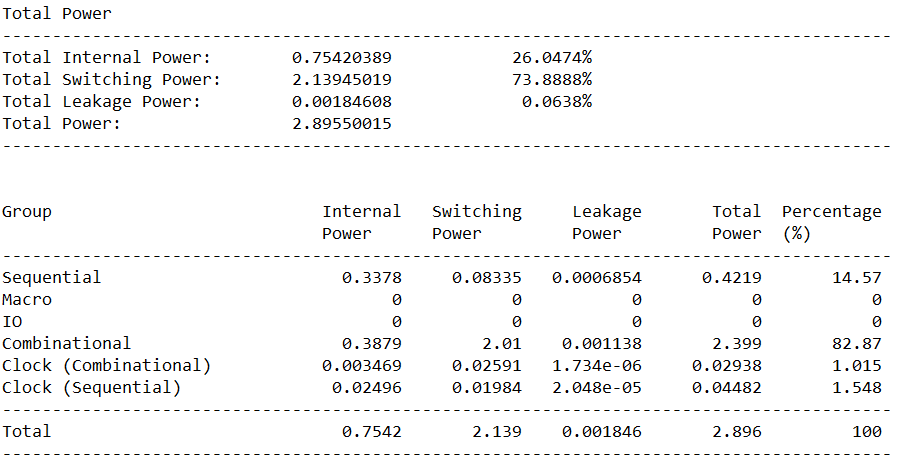 Total Power
-----------------------------------------------------------------------------------------
Total Internal Power:        0.75420389            26.0474%
Total Switching Power:       2.13945019            73.8888%
Total Leakage Power:         0.00184608             0.0638%
Total Power:                 2.89550015
-----------------------------------------------------------------------------------------
Group                           Internal   Switching     Leakage       Total  Percentage
                                Power      Power         Power         Power  (%)
-----------------------------------------------------------------------------------------
Sequential                        0.3378     0.08335   0.0006854      0.4219       14.57
Macro                                  0           0           0           0           0
IO                                     0           0           0           0           0
Combinational                     0.3879        2.01    0.001138       2.399       82.87
Clock (Combinational)           0.003469     0.02591   1.734e-06     0.02938       1.015
Clock (Sequential)               0.02496     0.01984   2.048e-05     0.04482       1.548
-----------------------------------------------------------------------------------------
Total                             0.7542       2.139    0.001846       2.896         100
-----------------------------------------------------------------------------------------